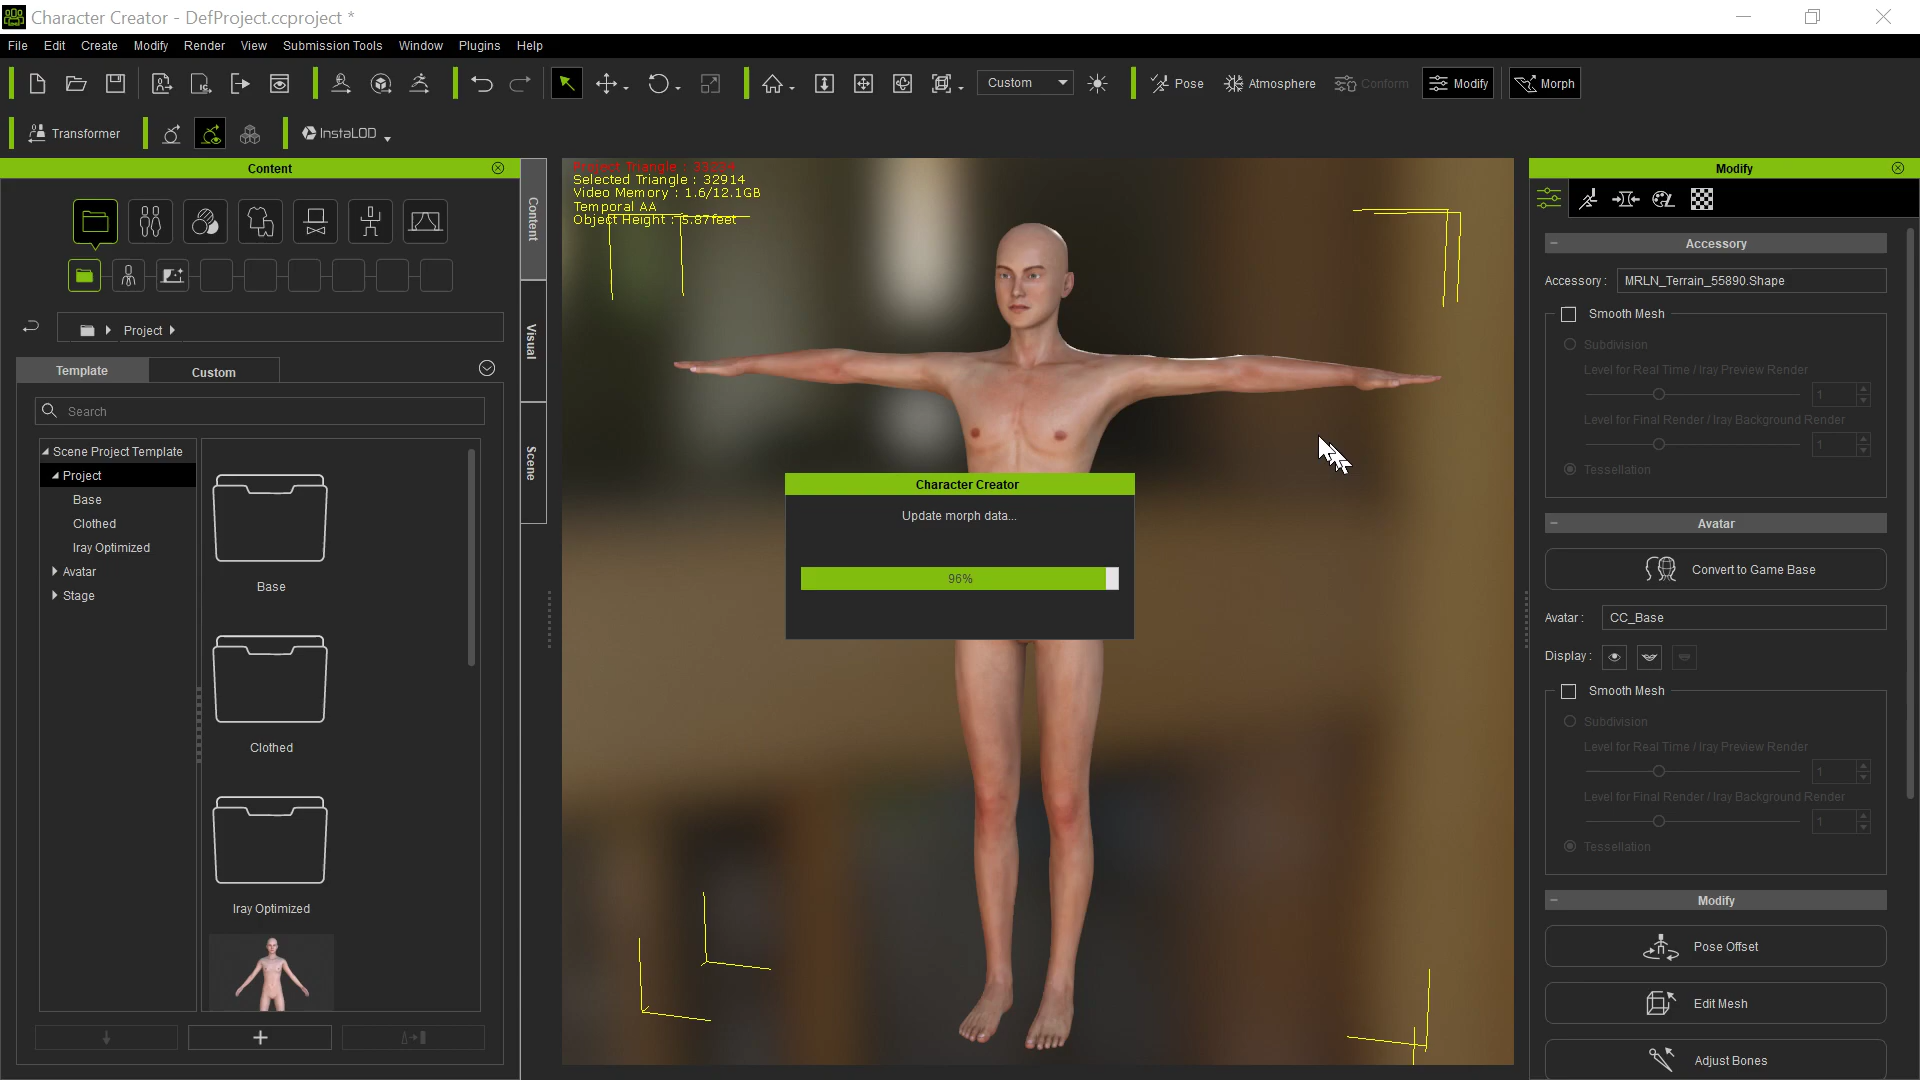 Character Creator - DefProject.ccproject *
File Edit Create Modify Render View Submission Tools Window Plugins Help
Custom Pose Atmosphere Conform Modify Morph
Transformer InstaLOD
Content
Project
Template Custom
Search
Scene Project Template
Project
Base
Clothed
Iray Optimized
Avatar
Stage
Base
Clothed
Iray Optimized
Content
Visual
Scene
Project Triangle :
Selected Triangle : 32914
Video Memory : 1.6/12.1GB
Temporal AA
Object Height : 5.87feet
Character Creator
Update morph data...
96%
Modify
Accessory
Accessory : MRLN_Terrain_55890.Shape
Smooth Mesh
Subdivision
Level for Real Time / Iray Preview Render
1
Level for Final Render / Iray Background Render
1
Tessellation
Avatar
Convert to Game Base
Avatar : CC_Base
Display :
Smooth Mesh
Subdivision
Level for Real Time / Iray Preview Render
1
Level for Final Render / Iray Background Render
1
Tessellation
Modify
Pose Offset
Edit Mesh
Adjust Bones